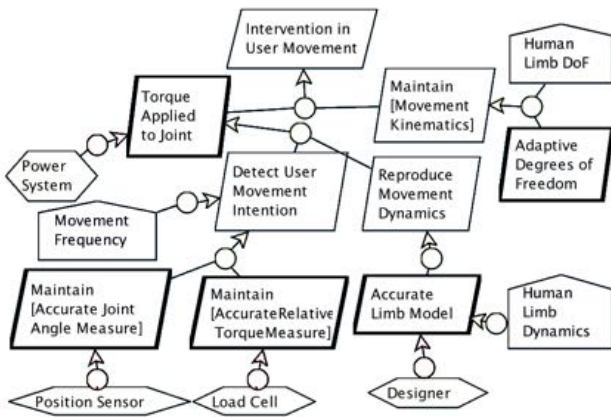 Intervention in
User Movement
Human
Limb DoF
Torque
Applied
to Joint
Maintain
[Movement
Kinematics]
Adaptive
Degrees of
Freedom
Power
System
Detect User
Movement
Intention
Reproduce
Movement
Dynamics
Movement
Frequency
Maintain
[Accurate Joint
Angle Measure]
Maintain
[AccurateRelative
TorqueMeasure]
Accurate
Limb Model
Human
Limb
Dynamics
Position Sensor
Load Cell
Designer